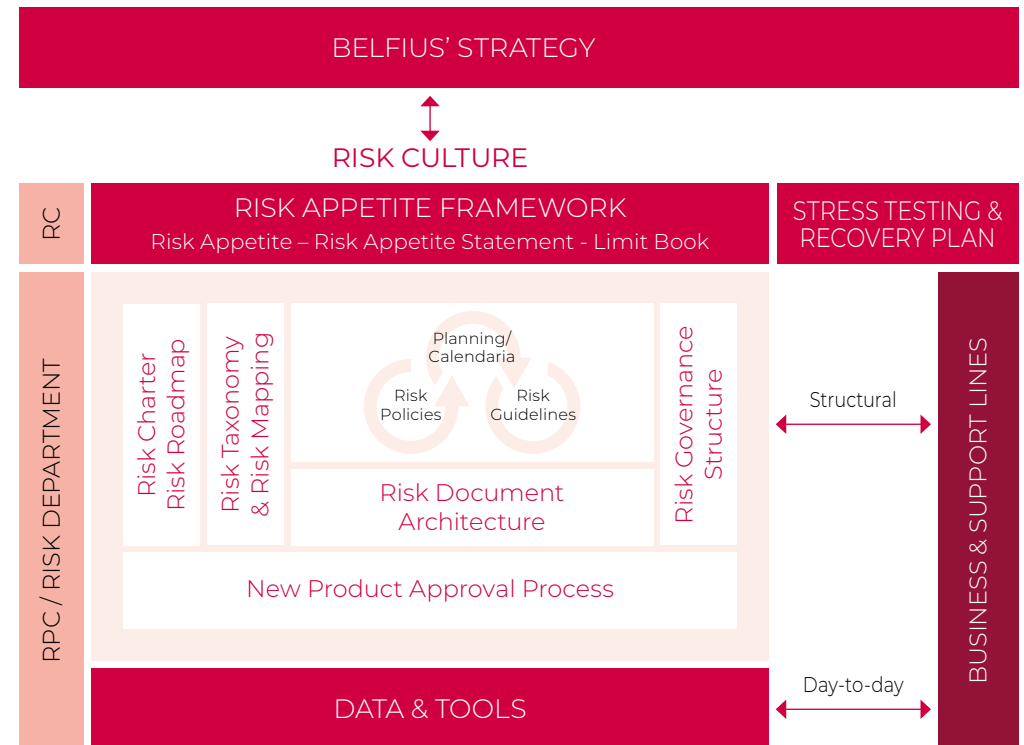 BELFIUS’ STRATEGY
RISK CULTURE
RC
RISK APPETITE FRAMEWORK
Risk Appetite – Risk Appetite Statement - Limit Book
STRESS TESTING &
RECOVERY PLAN
RPC / RISK DEPARTMENT
Risk Charter
Risk Roadmap
Risk Taxonomy
& Risk Mapping
Planning/
Calendaria
Risk
Policies
Risk
Guidelines
Risk Document
Architecture
Risk Governance
Structure
New Product Approval Process
Structural
BUSINESS & SUPPORT LINES
DATA & TOOLS
Day-to-day